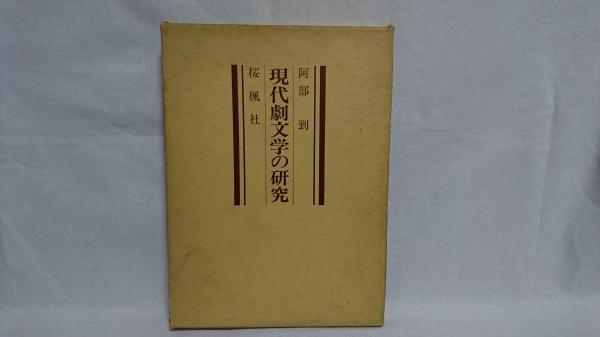 阿部 到
現代劇文学の研究
桜楓社